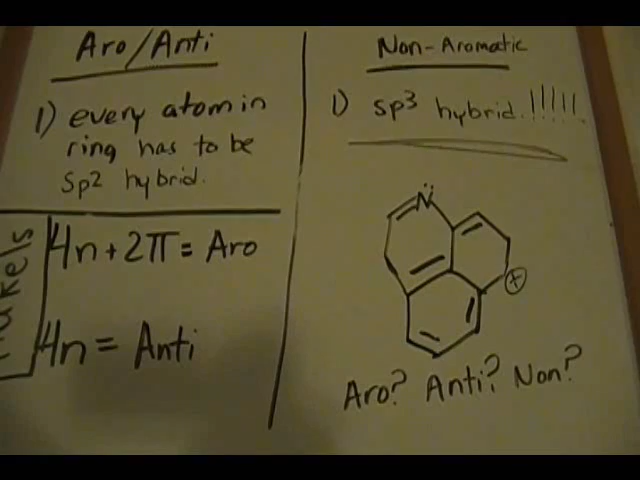 Aro/Anti
1) every atom in
ring has to be
sp2 hybrid.
4n+2π = Aro
4n = Anti
Non-Aromatic
1) sp³ hybrid.!!!!!
N̈
+
Aro? Anti? Non?